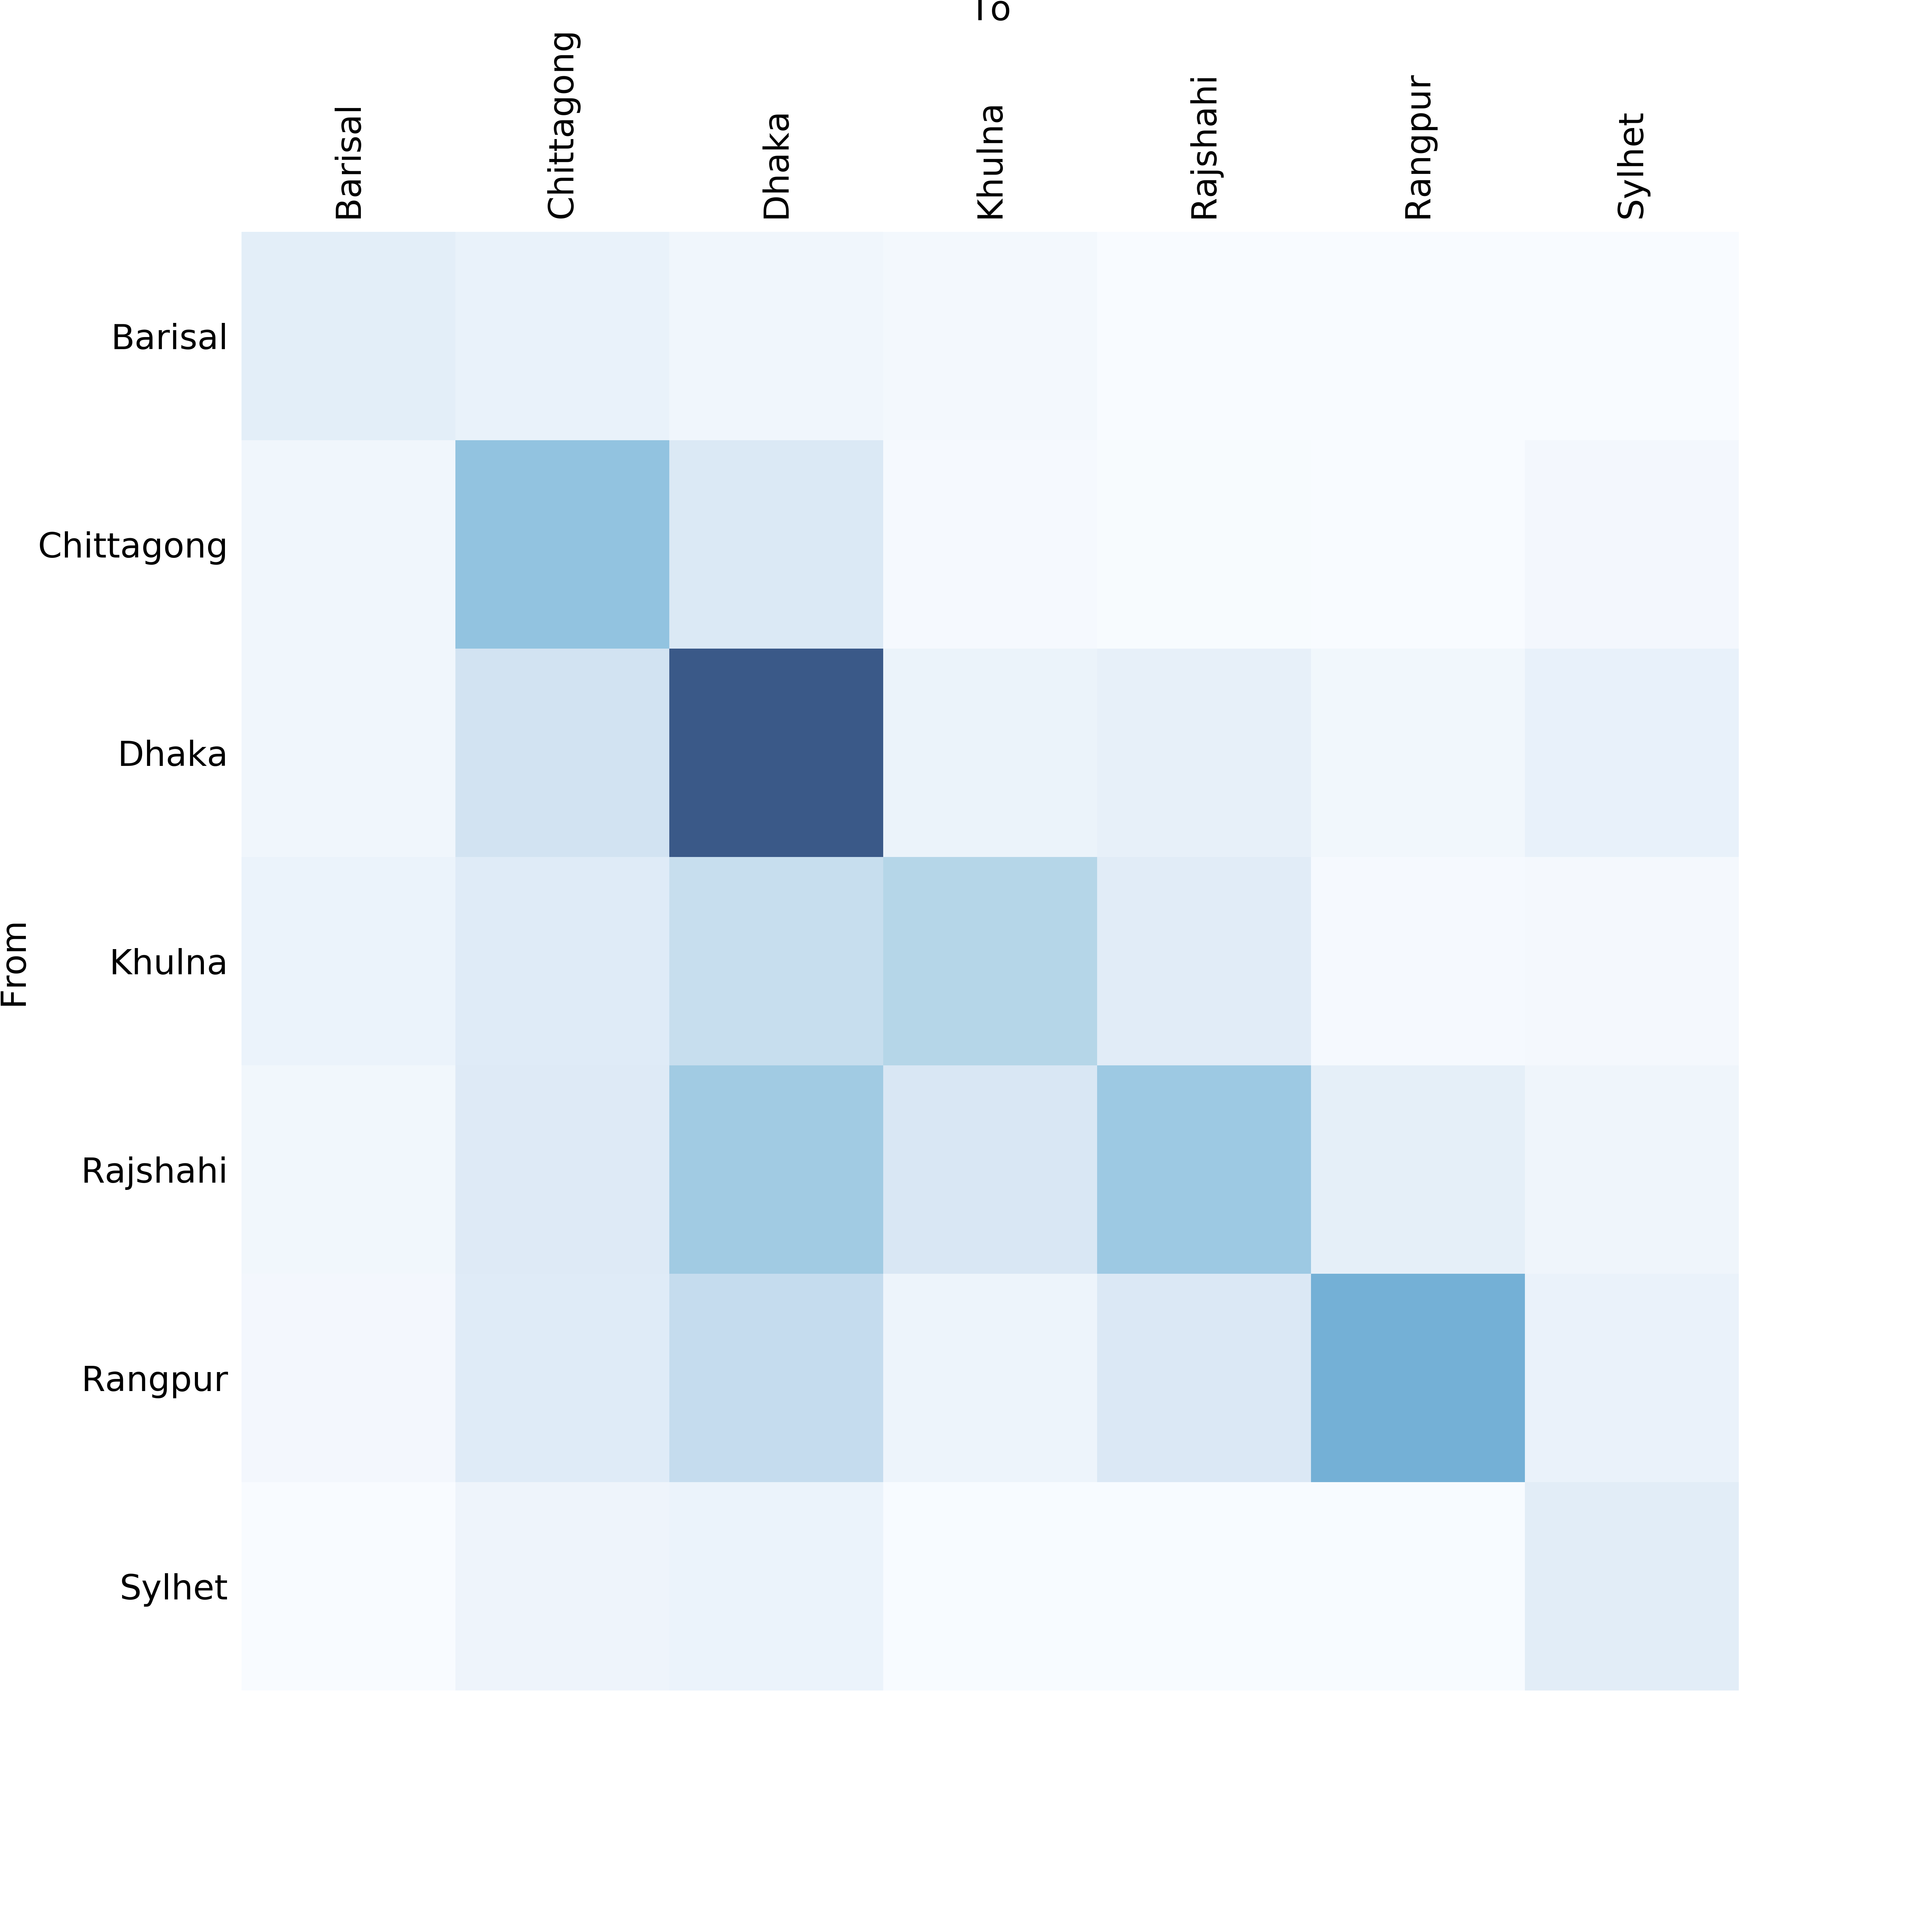 To
Barisal
Chittagong
Dhaka
Khulna
Rajshahi
Rangpur
Sylhet
From
Barisal
Chittagong
Dhaka
Khulna
Rajshahi
Rangpur
Sylhet